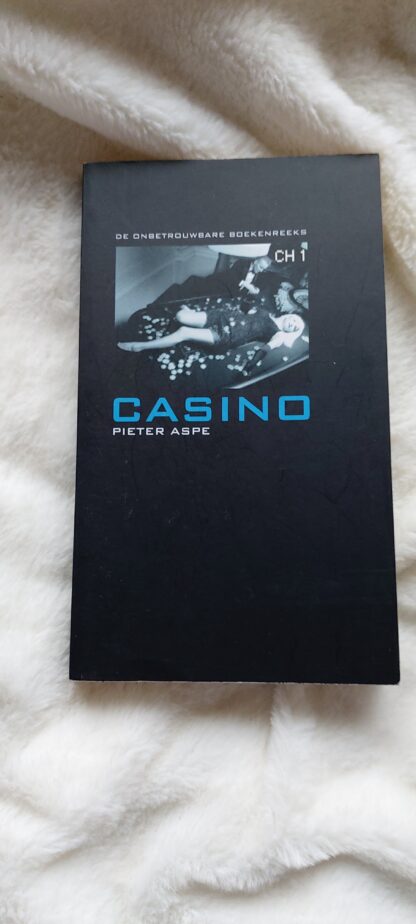 DE ONBETROUWBARE BOEKENREEKS
CH 1
CASINO
PIETER ASPE